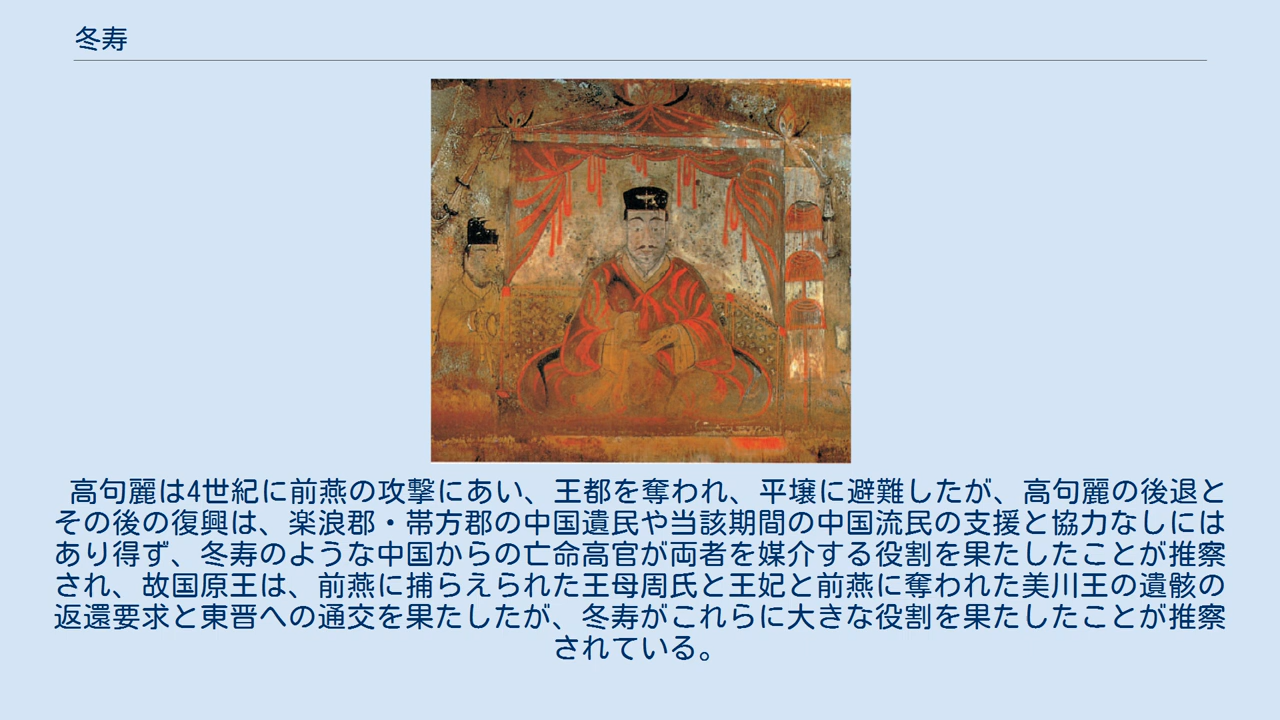 冬寿
高句麗は4世紀に前燕の攻撃にあい、王都を奪われ、平壌に避難したが、高句麗の後退と
その後の復興は、楽浪郡・帯方郡の中国遺民や当該期間の中国流民の支援と協力なしには
あり得ず、冬寿のような中国からの亡命高官が両者を媒介する役割を果たしたことが推察
され、故国原王は、前燕に捕らえられた王母周氏と王妃と前燕に奪われた美川王の遺骸の
返還要求と東晋への通交を果たしたが、冬寿がこれらに大きな役割を果たしたことが推察
されている。